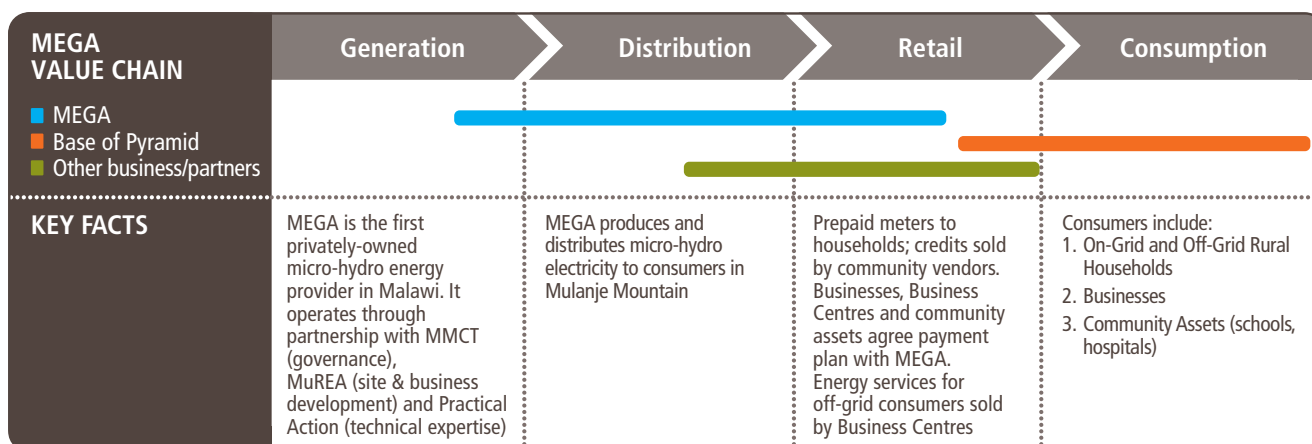 MEGA
VALUE CHAIN
Generation
Distribution
Retail
Consumption
MEGA
Base of Pyramid
Other business/partners
KEY FACTS
MEGA is the first
privately-owned
micro-hydro energy
provider in Malawi. It
operates through
partnership with MMCT
(governance),
MuREA (site & business
development) and Practical
Action (technical expertise)
MEGA produces and
distributes micro-hydro
electricity to consumers in
Mulanje Mountain
Prepaid meters to
households; credits sold
by community vendors.
Businesses, Business
Centres and community
assets agree payment
plan with MEGA.
Energy services for
off-grid consumers sold
by Business Centres
Consumers include:
1. On-Grid and Off-Grid Rural
Households
2. Businesses
3. Community Assets (schools,
hospitals)